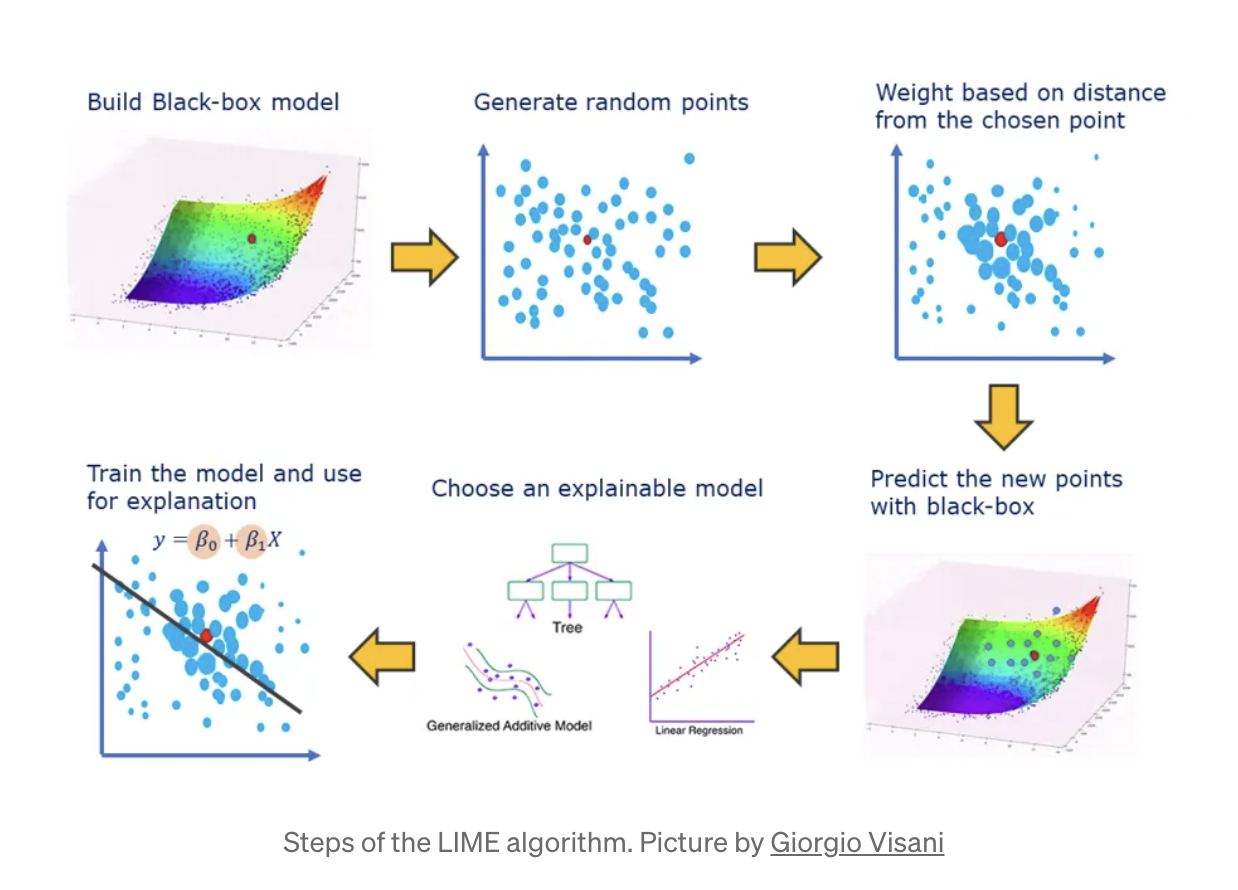 Build Black-box model
Generate random points
Weight based on distance
from the chosen point
Train the model and use
for explanation
y = β0 + β1X
Choose an explainable model
Tree
Generalized Additive Model
Linear Regression
Predict the new points
with black-box
Steps of the LIME algorithm. Picture by Giorgio Visani